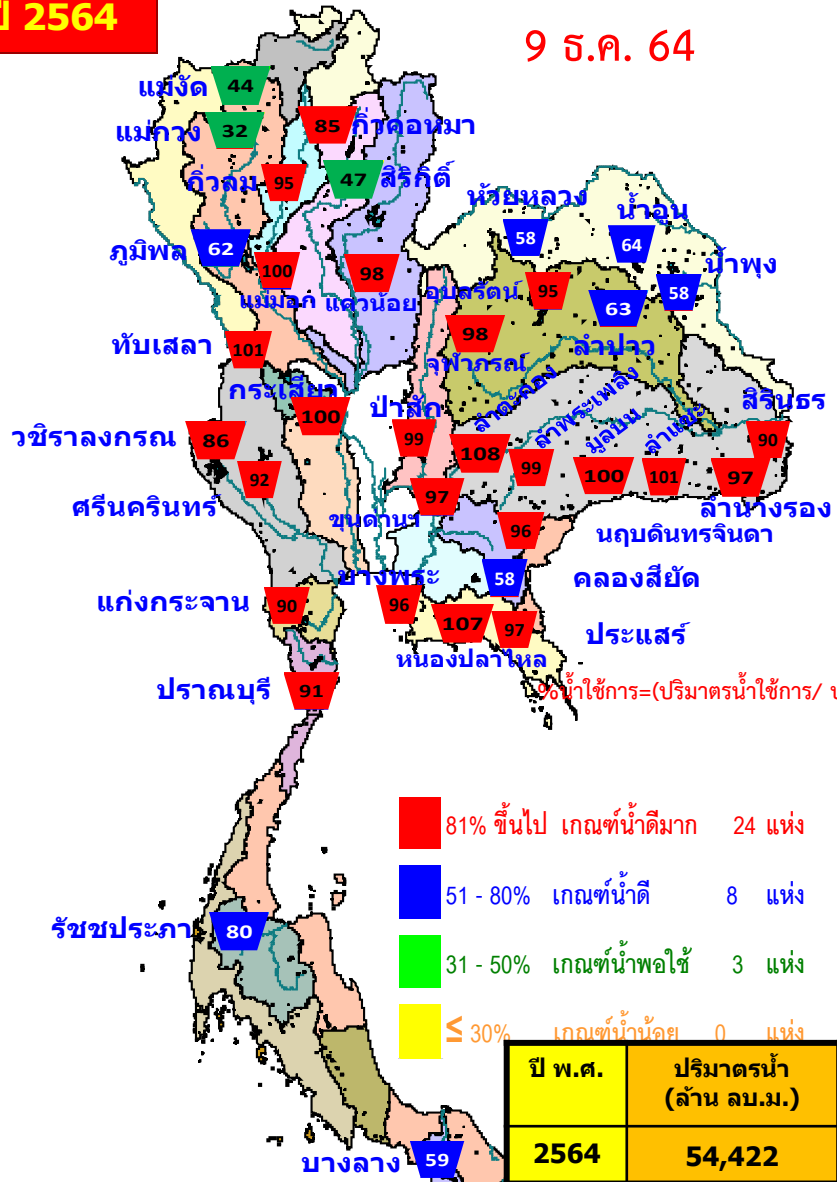 ปี 2564
9 ธ.ค. 64
แม่งัด
44
แม่กวง
32
85
กิ่วคอหมา
กิ่วลม
95
47
สิริกิติ์
ห้วยหลวง
58
น้ำอูน
64
ภูมิพล
62
น้ำพุง
58
100
แม่มอก
98
แควน้อย
อุบลรัตน์
95
63
ลำปาว
ทับเสลา
101
98
จุฬาภรณ์
กระเสียว
100
ป่าสัก
99
ลำตะคอง
ลำพระเพลิง
มูลบน
ลำแชะ
สิรินธร
90
วชิราลงกรณ
86
108
99
100
101
97
ลำนางรอง
92
ศรีนครินทร์
97
ขุนด่านฯ
96
นฤบดินทรจินดา
บางพระ
58
คลองสียัด
แก่งกระจาน
90
96
107
97
ประแสร์
หนองปลาไหล
ปราณบุรี
91
%น้ำใช้การ=(ปริมาตรน้ำใช้การ/
81% ขึ้นไป เกณฑ์น้ำดีมาก 24 แห่ง
51 - 80% เกณฑ์น้ำดี 8 แห่ง
31 - 50% เกณฑ์น้ำพอใช้ 3 แห่ง
≤ 30% เกณฑ์น้ำน้อย 0 แห่ง
รัชชประภา
80
ปี พ.ศ. ปริมาตรน้ำ
(ล้าน ลบ.ม.)
2564 54,422
บางลาง
59